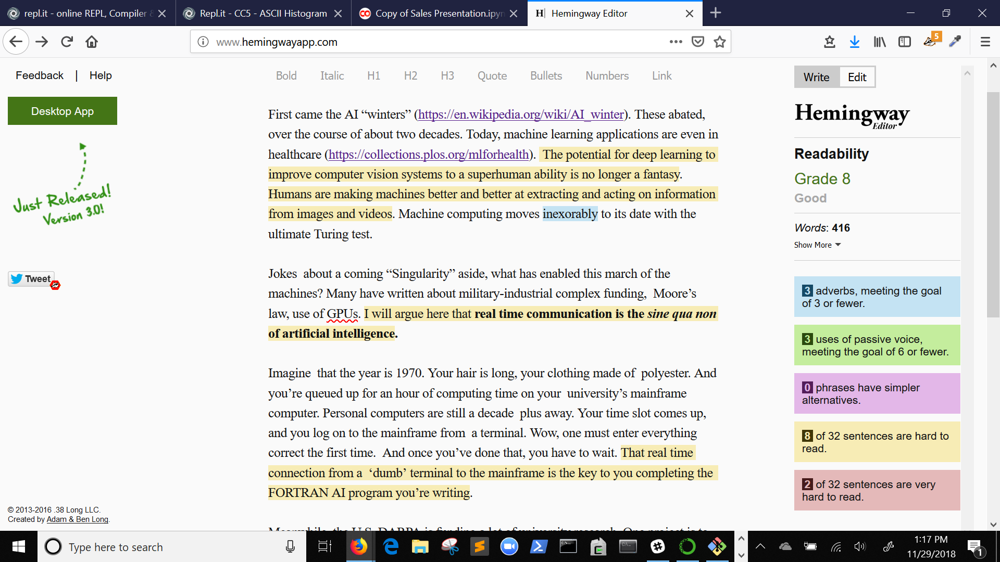 repl.it - online REPL, Compiler &
Repl.it - CC5 - ASCII Histogram
Copy of Sales Presentation.ipyn
Hemingway Editor
www.hemingwayapp.com
5
Feedback | Help
Bold Italic H1 H2 H3 Quote Bullets Numbers Link
Write Edit
Desktop App
Just Released!
Version 3.0!
Tweet
First came the AI “winters” (https://en.wikipedia.org/wiki/AI_winter). These abated,
over the course of about two decades. Today, machine learning applications are even in
healthcare (https://collections.plos.org/mlforhealth). The potential for deep learning to
improve computer vision systems to a superhuman ability is no longer a fantasy.
Humans are making machines better and better at extracting and acting on information
from images and videos. Machine computing moves inexorably to its date with the
ultimate Turing test.
Jokes about a coming “Singularity” aside, what has enabled this march of the
machines? Many have written about military-industrial complex funding, Moore’s
law, use of GPUs. I will argue here that real time communication is the sine qua non
of artificial intelligence.
Imagine that the year is 1970. Your hair is long, your clothing made of polyester. And
you’re queued up for an hour of computing time on your university’s mainframe
computer. Personal computers are still a decade plus away. Your time slot comes up,
and you log on to the mainframe from a terminal. Wow, one must enter everything
correct the first time. And once you’ve done that, you have to wait. That real time
connection from a ‘dumb’ terminal to the mainframe is the key to you completing the
FORTRAN AI program you’re writing.
Meanwhile, the U.S. DARPA is funding a lot of university research. One project is to
Hemingway
Editor
Readability
Grade 8
Good
Words: 416
Show More
3 adverbs, meeting the goal
of 3 or fewer.
3 uses of passive voice,
meeting the goal of 6 or fewer.
0 phrases have simpler
alternatives.
8 of 32 sentences are hard to
read.
2 of 32 sentences are very
hard to read.
© 2013-2016 .38 Long LLC.
Created by Adam & Ben Long.
Type here to search
1:17 PM
11/29/2018
1